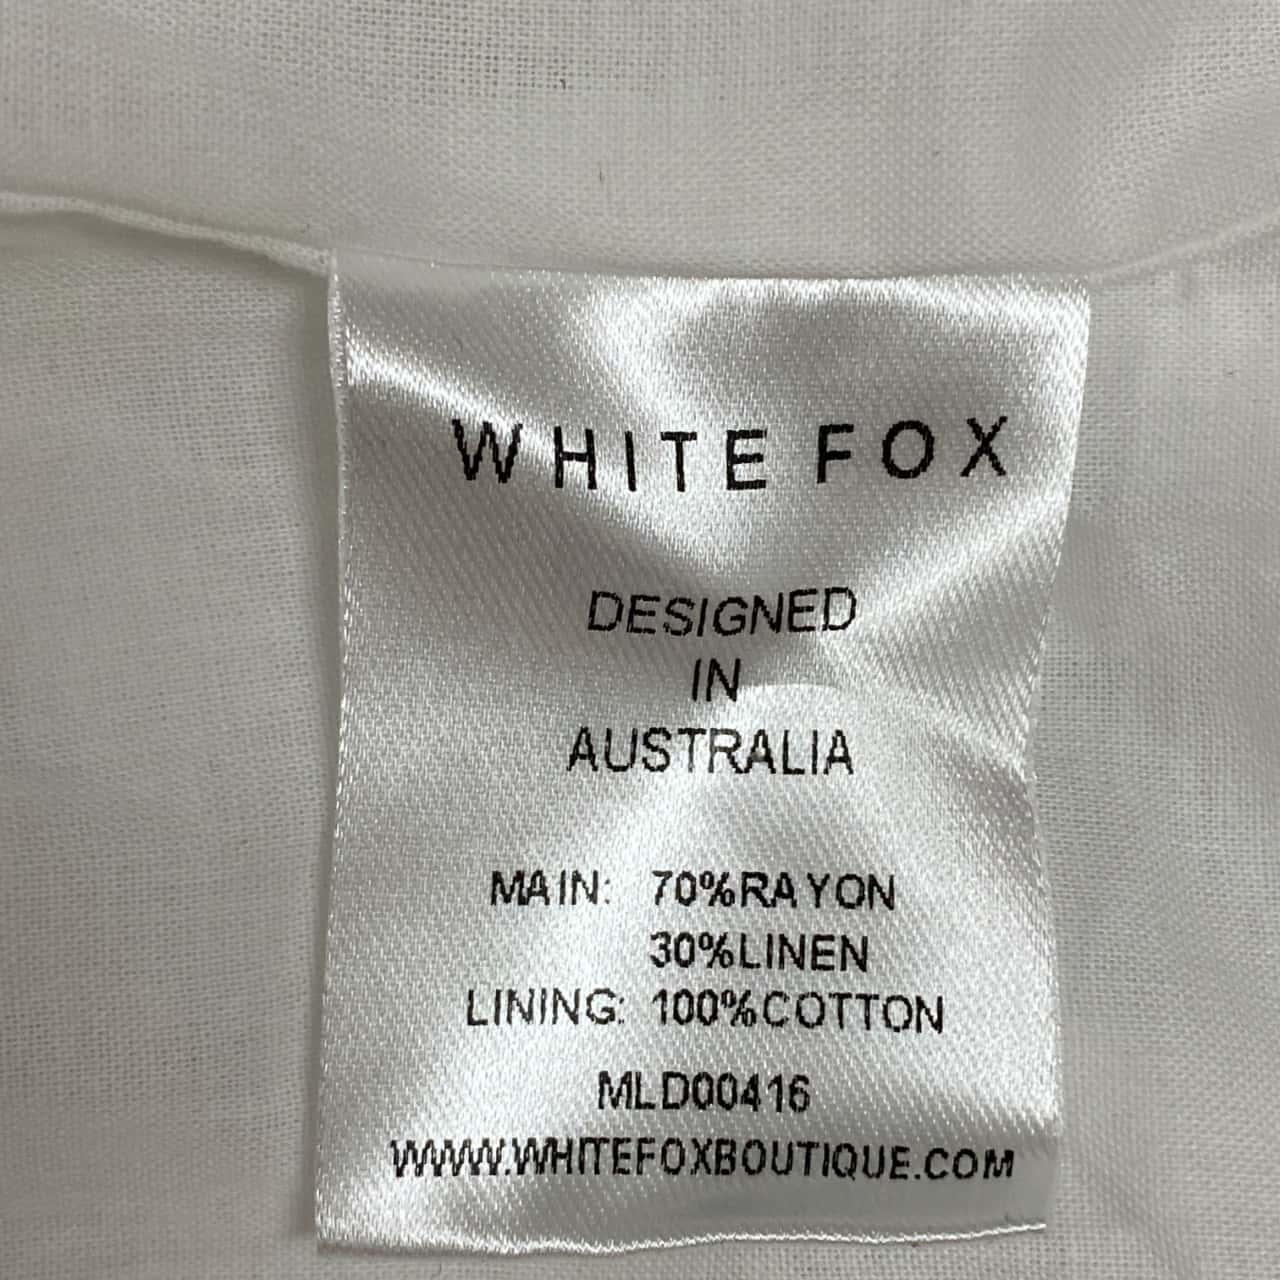 WHITE FOX
DESIGNED
IN
AUSTRALIA
MAIN: 70%RAYON
30%LINEN
LINING: 100%COTTON
MLD00416
WWW.WHITEFOXBOUTIQUE.COM